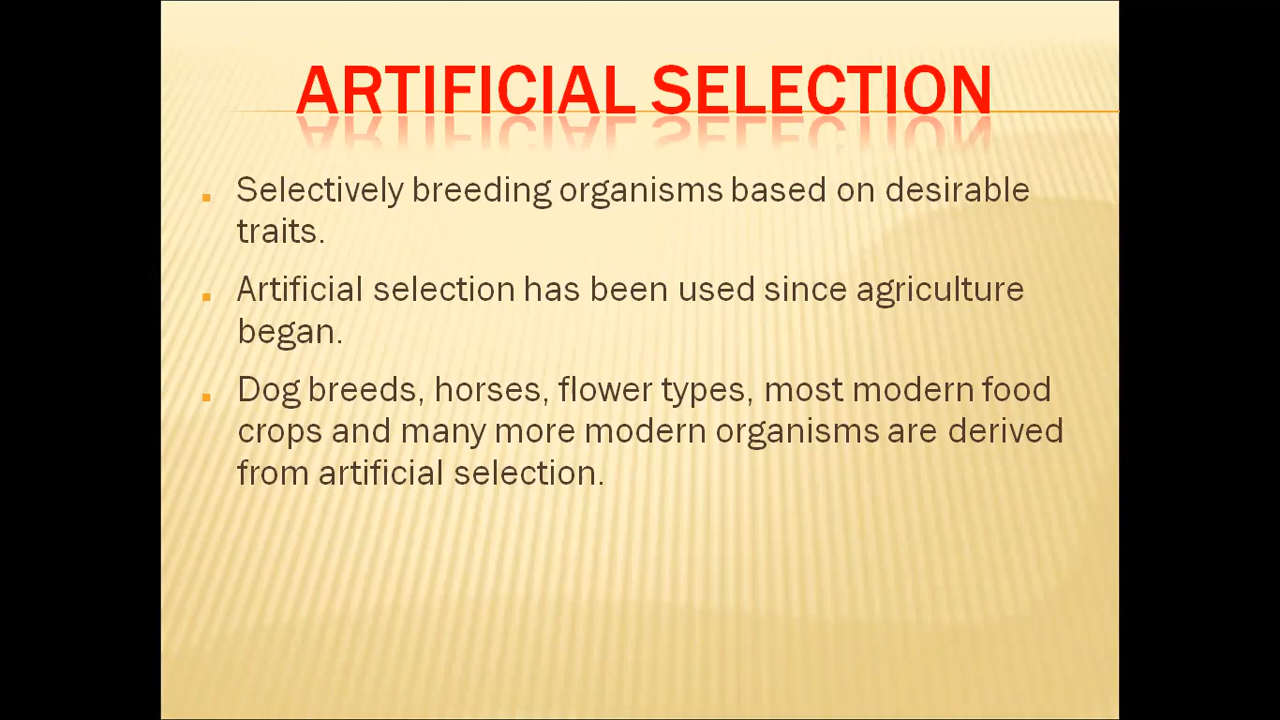 ARTIFICIAL SELECTION
Selectively breeding organisms based on desirable
traits.
Artificial selection has been used since agriculture
began.
Dog breeds, horses, flower types, most modern food
crops and many more modern organisms are derived
from artificial selection.